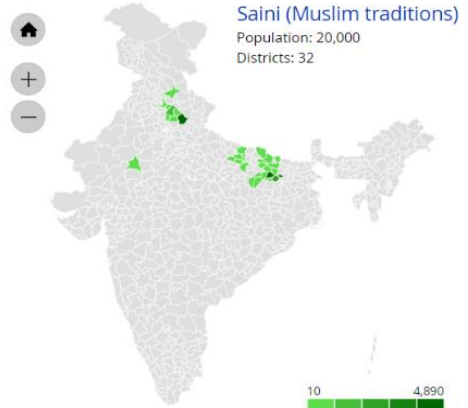 Saini (Muslim traditions)
Population: 20,000
Districts: 32
10 4,890